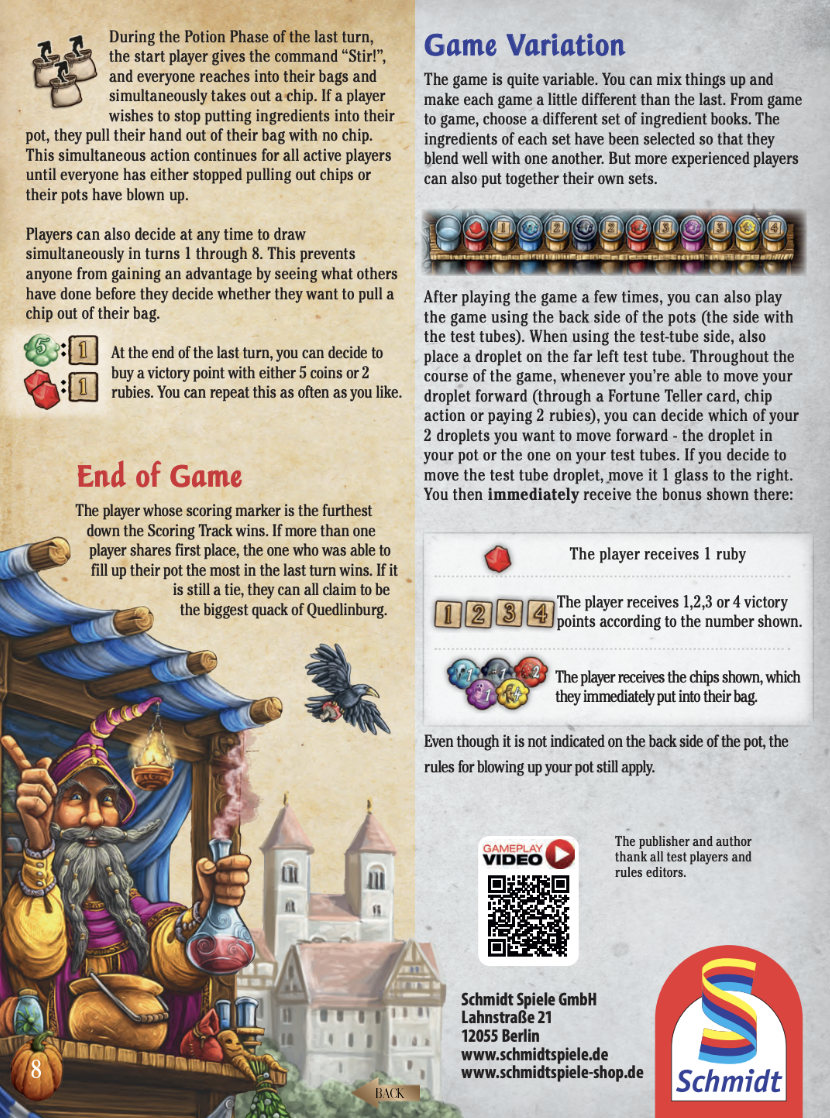 During the Potion Phase of the last turn,
the start player gives the command “Stir!”,
and everyone reaches into their bags and
simultaneously takes out a chip. If a player
wishes to stop putting ingredients into their
pot, they pull their hand out of their bag with no chip.
This simultaneous action continues for all active players
until everyone has either stopped pulling out chips or
their pots have blown up.
Players can also decide at any time to draw
simultaneously in turns 1 through 8. This prevents
anyone from gaining an advantage by seeing what others
have done before they decide whether they want to pull a
chip out of their bag.
5 : 1
: 1
At the end of the last turn, you can decide to
buy a victory point with either 5 coins or 2
rubies. You can repeat this as often as you like.
End of Game
The player whose scoring marker is the furthest
down the Scoring Track wins. If more than one
player shares first place, the one who was able to
fill up their pot the most in the last turn wins. If it
is still a tie, they can all claim to be
the biggest quack of Quedlinburg.
8
BACK
Game Variation
The game is quite variable. You can mix things up and
make each game a little different than the last. From game
to game, choose a different set of ingredient books. The
ingredients of each set have been selected so that they
blend well with one another. But more experienced players
can also put together their own sets.
1 1 2 1 2 2 3 1 3 4
After playing the game a few times, you can also play
the game using the back side of the pots (the side with
the test tubes). When using the test-tube side, also
place a droplet on the far left test tube. Throughout the
course of the game, whenever you’re able to move your
droplet forward (through a Fortune Teller card, chip
action or paying 2 rubies), you can decide which of your
2 droplets you want to move forward - the droplet in
your pot or the one on your test tubes. If you decide to
move the test tube droplet, move it 1 glass to the right.
You then immediately receive the bonus shown there:
The player receives 1 ruby
1 2 3 4
The player receives 1,2,3 or 4 victory
points according to the number shown.
1 1 2
1 4
The player receives the chips shown, which
they immediately put into their bag.
Even though it is not indicated on the back side of the pot, the
rules for blowing up your pot still apply.
GAMEPLAY
VIDEO
The publisher and author
thank all test players and
rules editors.
Schmidt Spiele GmbH
Lahnstraße 21
12055 Berlin
www.schmidtspiele.de
www.schmidtspiele-shop.de
Schmidt